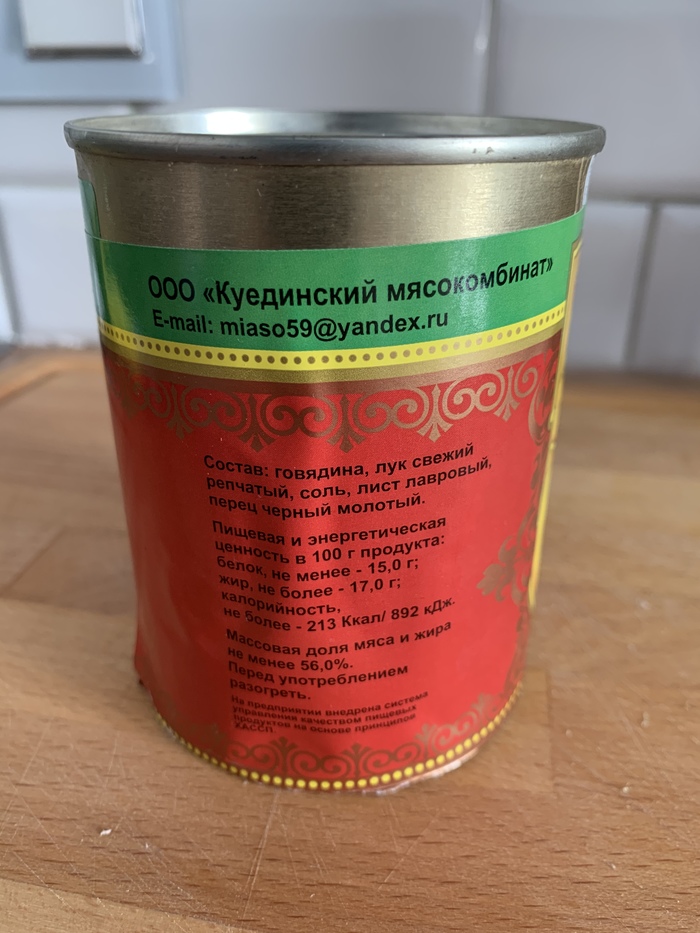 ООО «Куединский мясокомбинат»
E-mail: miaso59@yandex.ru
Состав: говядина, лук свежий
репчатый, соль, лист лавровый,
перец черный молотый.
Пищевая и энергетическая
ценность в 100 г продукта:
белок, не менее - 15,0 г;
жир, не более - 17,0 г;
калорийность,
не более - 213 Ккал/ 892 кДж.
Массовая доля мяса и жира
не менее 56,0%.
Перед употреблением
разогреть.
На предприятии внедрена система
управления качеством пищевых
продуктов на основе принципов
ХАССП